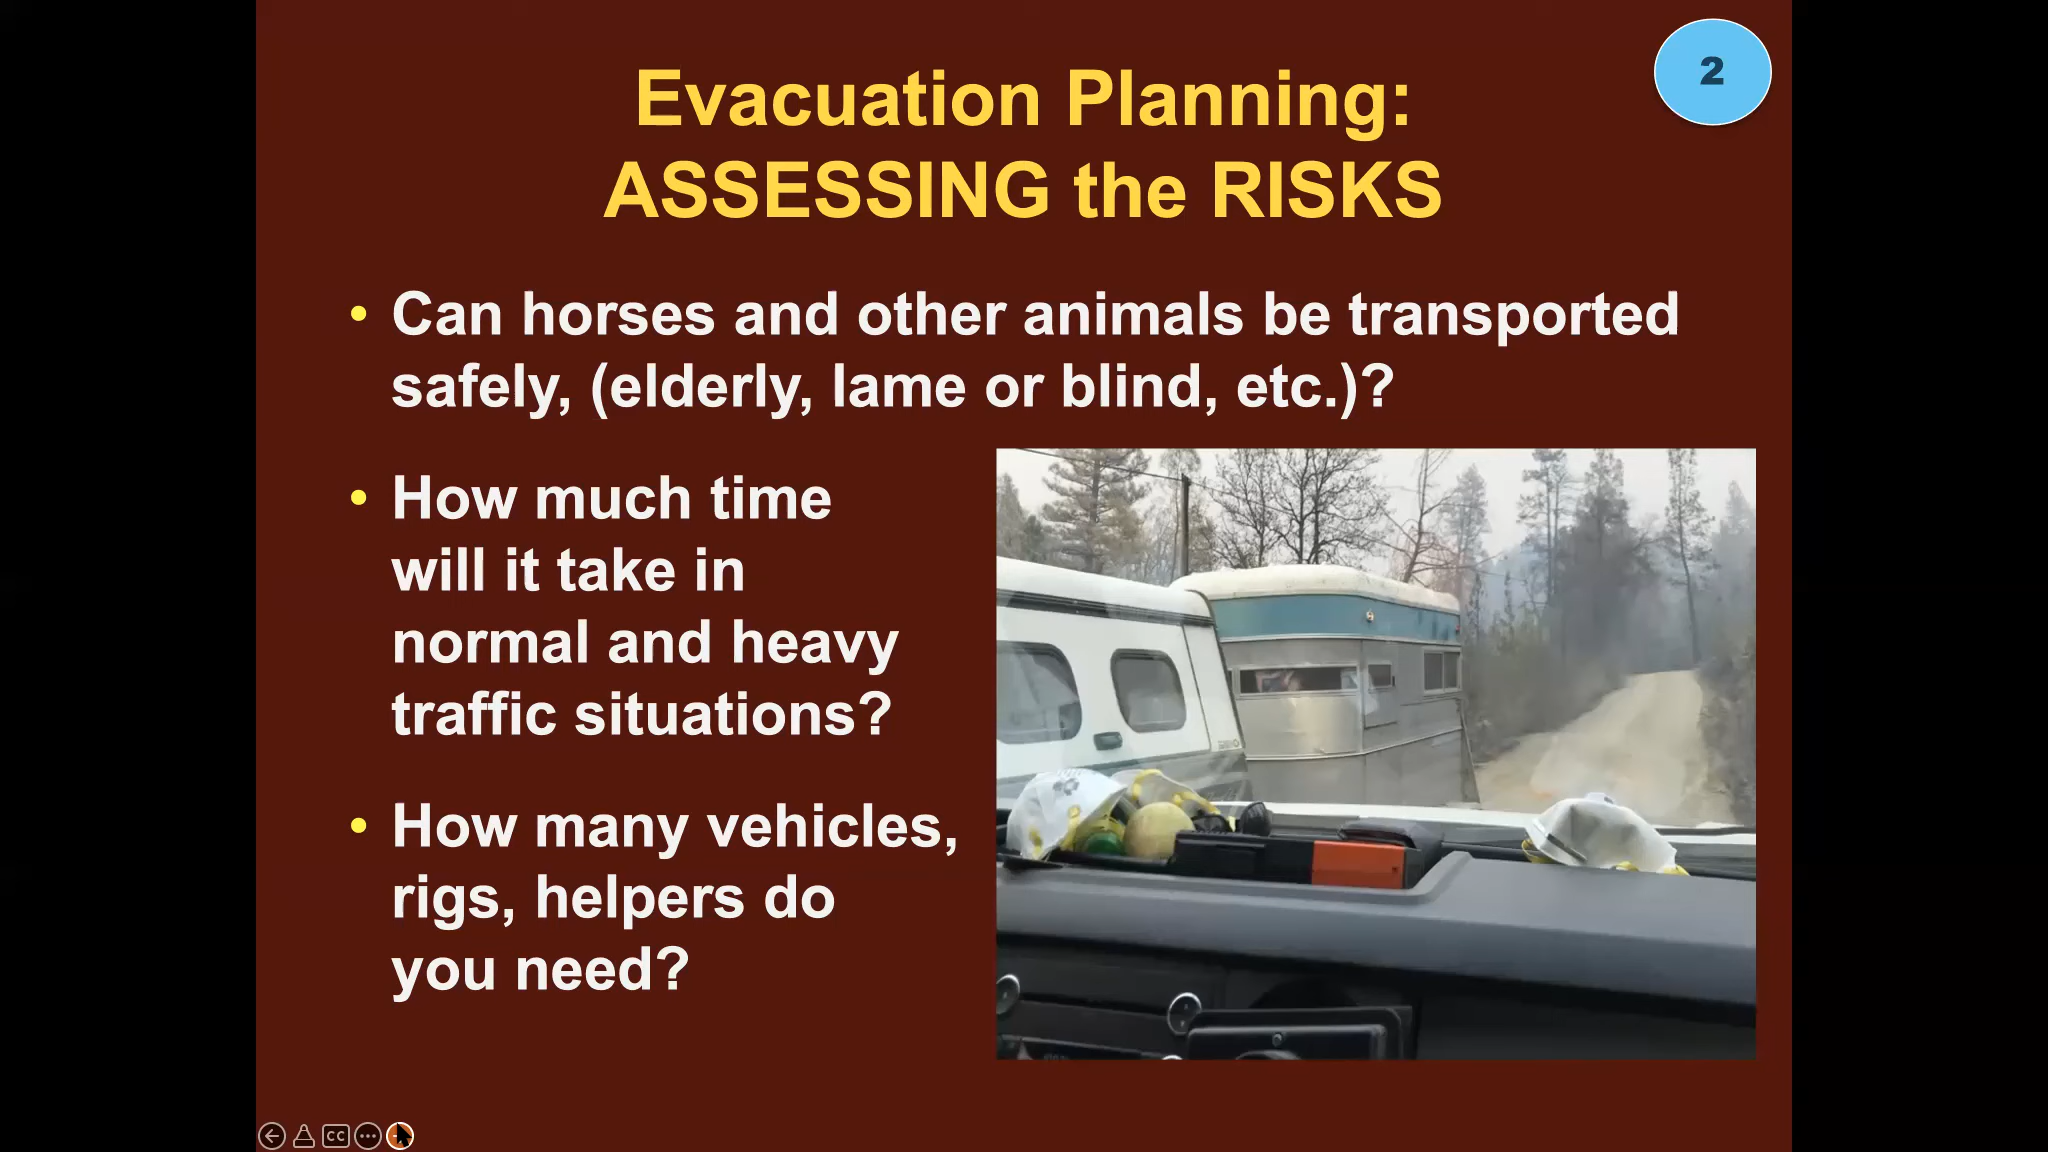 2
Evacuation Planning:
ASSESSING the RISKS
• Can horses and other animals be transported
safely, (elderly, lame or blind, etc.)?
• How much time
will it take in
normal and heavy
traffic situations?
• How many vehicles,
rigs, helpers do
you need?
CC